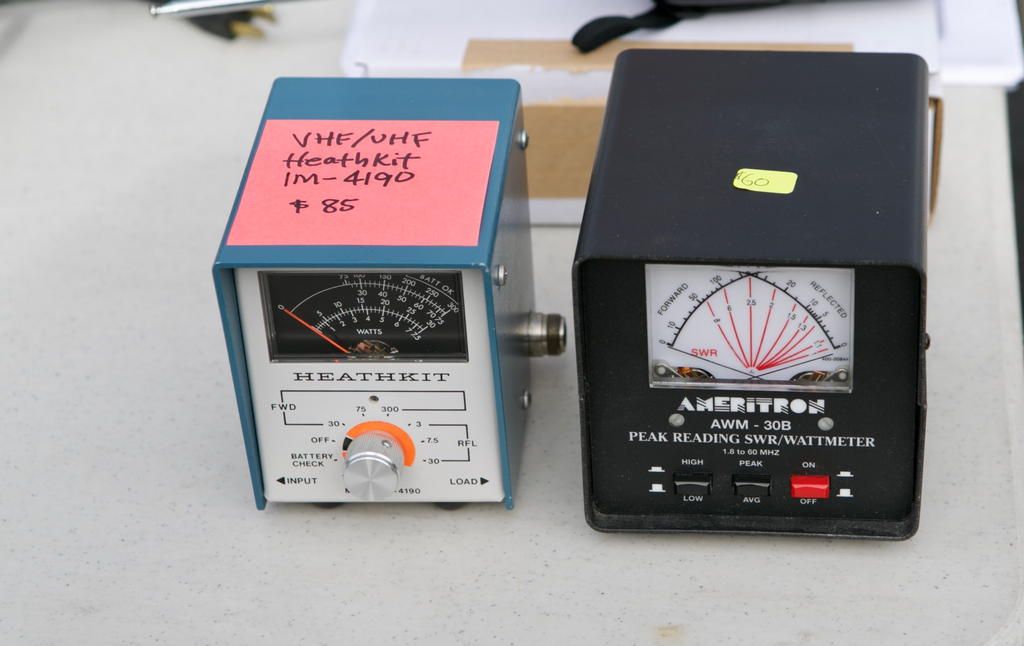 VHF/UHF
HeathKit
IM-4190
$ 85
$60
BATT OK
WATTS
HEATHKIT
FWD
75 300
30 3
OFF 7.5 RFL
BATTERY
CHECK 30
◀INPUT LOAD▶
4190
FORWARD REFLECTED
SWR
AMERITRON
AWM - 30B
PEAK READING SWR/WATTMETER
1.8 to 60 MHZ
HIGH PEAK ON
LOW AVG OFF